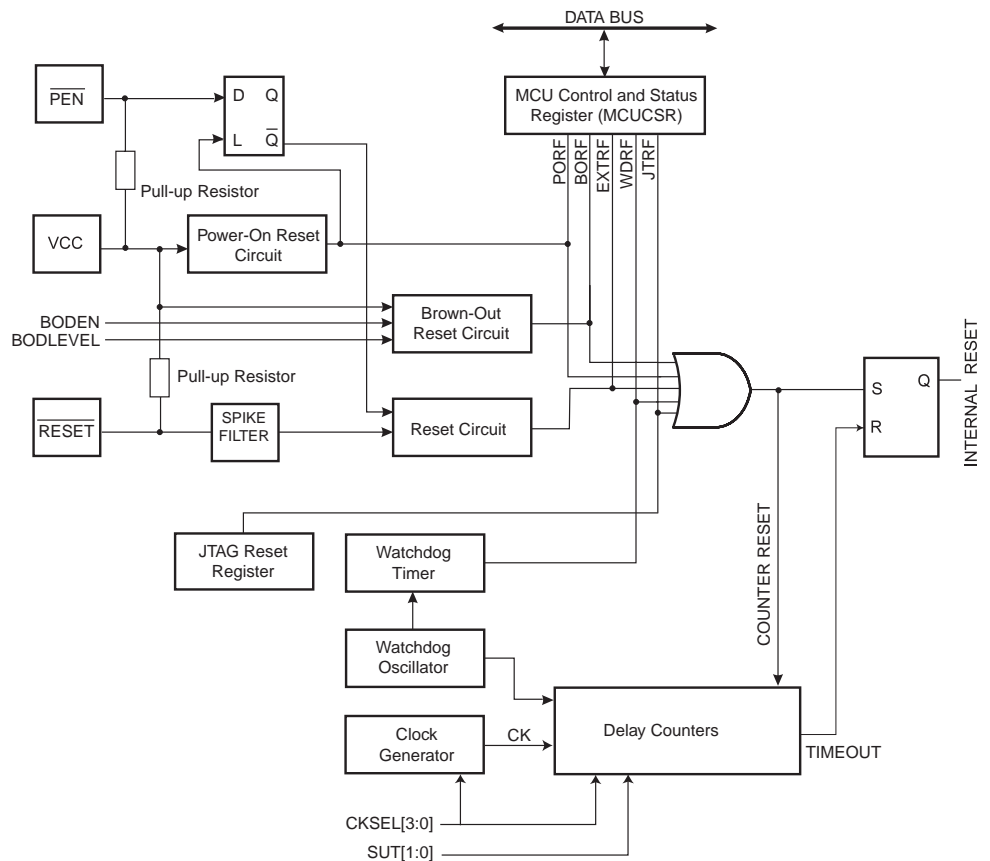 DATA BUS
MCU Control and Status
Register (MCUCSR)
PORF
BORF
EXTRF
WDRF
JTRF
PEN
D Q
L Q
Pull-up Resistor
VCC
Power-On Reset
Circuit
BODEN
BODLEVEL
Brown-Out
Reset Circuit
Pull-up Resistor
RESET
SPIKE
FILTER
Reset Circuit
S Q
R
INTERNAL RESET
JTAG Reset
Register
Watchdog
Timer
COUNTER RESET
Watchdog
Oscillator
Clock
Generator
CK
Delay Counters
TIMEOUT
CKSEL[3:0]
SUT[1:0]